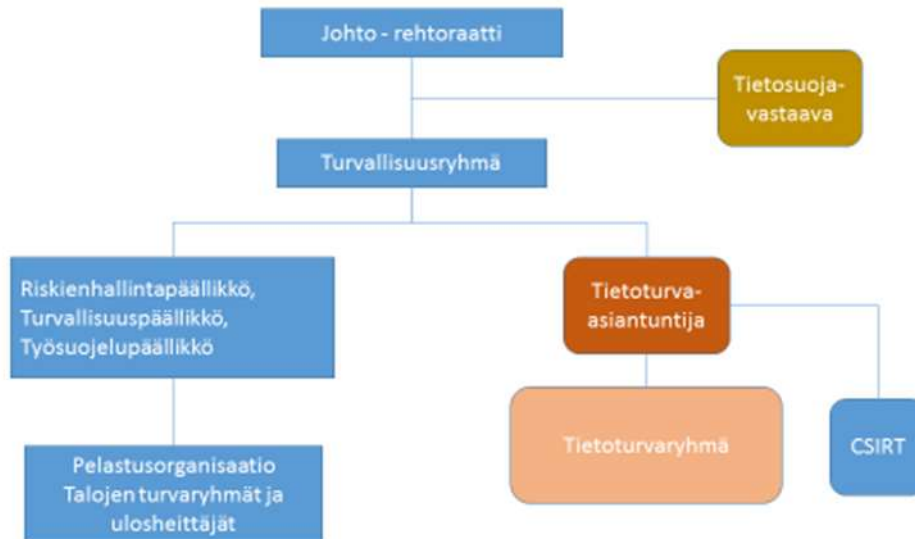 Johto - rehtoraatti
Tietosuoja-
vastaava
Turvallisuusryhmä
Riskienhallintapäällikkö,
Turvallisuuspäällikkö,
Työsuojelupäällikkö
Tietoturva-
asiantuntija
Pelastusorganisaatio
Talojen turvaryhmät ja
ulosheittäjät
Tietoturvaryhmä
CSIRT